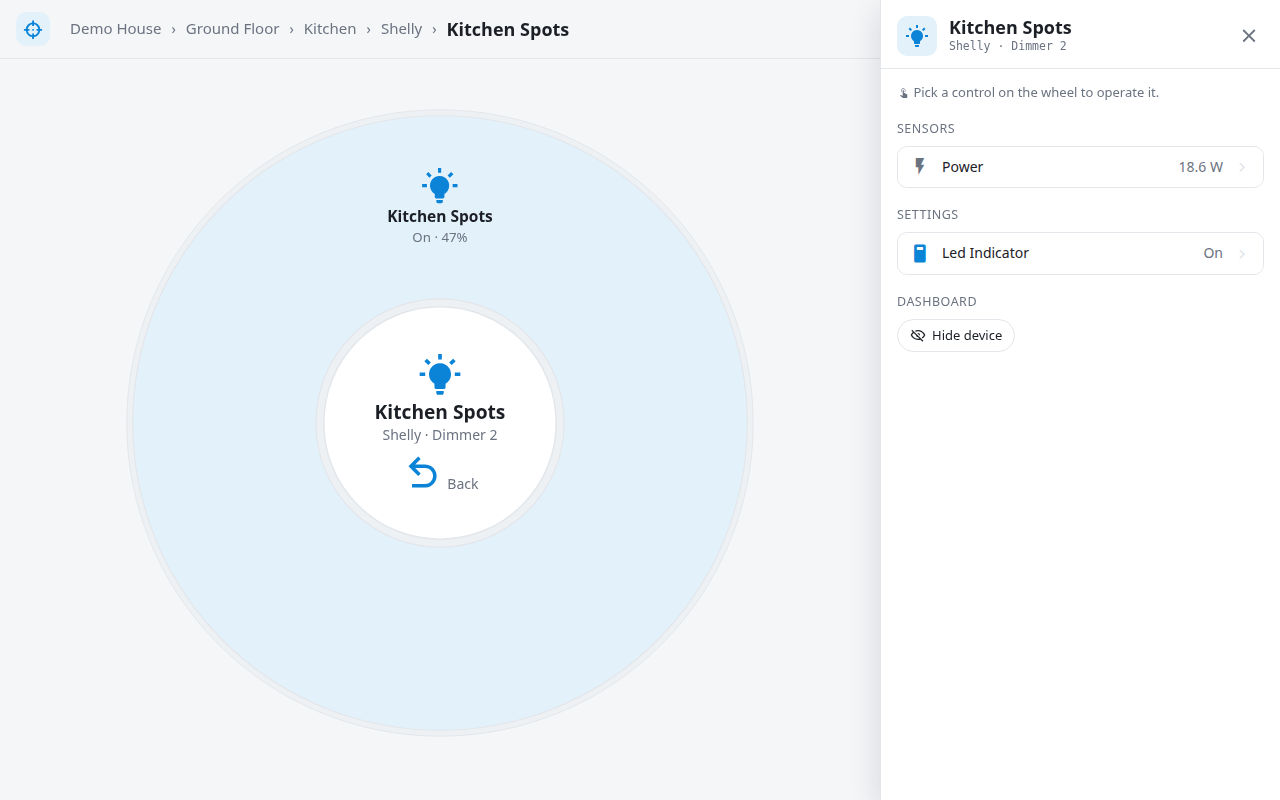 Demo House › Ground Floor › Kitchen › Shelly › Kitchen Spots
Kitchen Spots
On · 47%
Kitchen Spots
Shelly · Dimmer 2
Back
Kitchen Spots
Shelly · Dimmer 2
Pick a control on the wheel to operate it.
SENSORS
Power 18.6 W
SETTINGS
Led Indicator On
DASHBOARD
Hide device